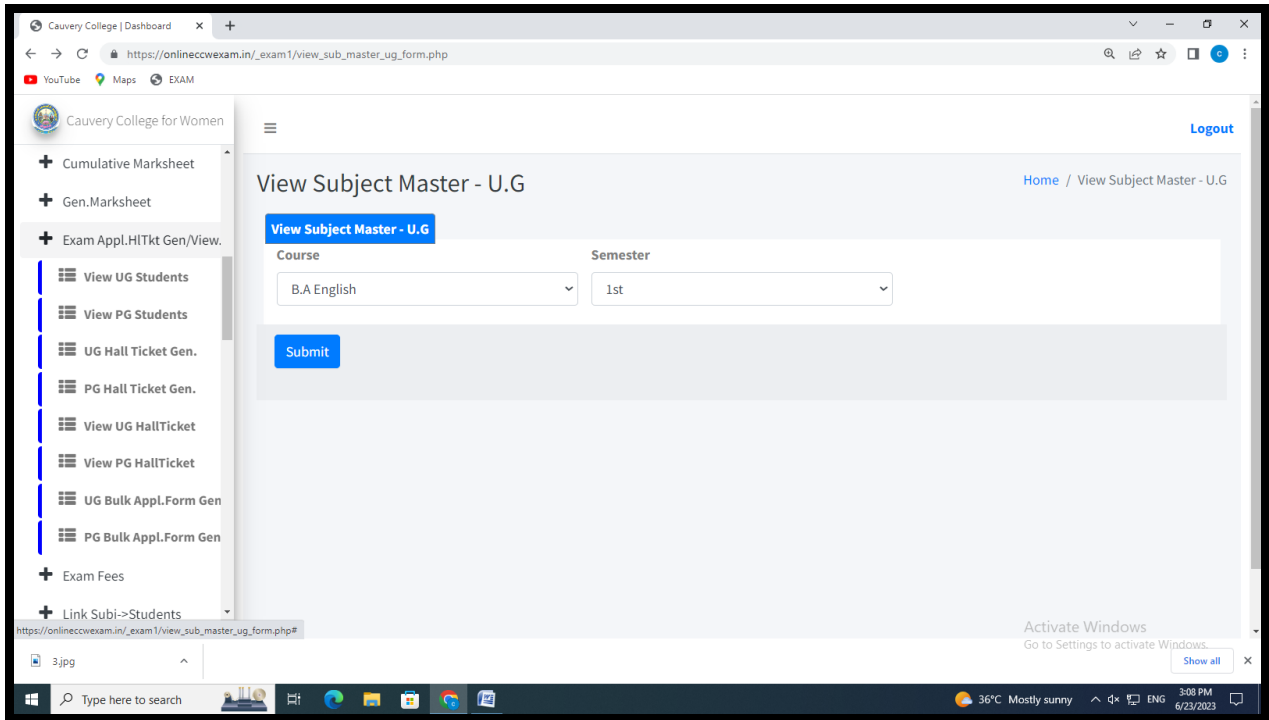 Cauvery College | Dashboard
https://onlineccwexam.in/_exam1/view_sub_master_ug_form.php
YouTube Maps EXAM
Cauvery College for Women
Logout
Cumulative Marksheet
Gen.Marksheet
Exam Appl.HlTkt Gen/View.
View UG Students
View PG Students
UG Hall Ticket Gen.
PG Hall Ticket Gen.
View UG HallTicket
View PG HallTicket
UG Bulk Appl.Form Gen
PG Bulk Appl.Form Gen
Exam Fees
Link Subj->Students
View Subject Master - U.G
Home / View Subject Master - U.G
View Subject Master - U.G
Course Semester
B.A English 1st
Submit
Activate Windows
Go to Settings to activate Windows.
https://onlineccwexam.in/_exam1/view_sub_master_ug_form.php#
3.jpg
Show all
Type here to search
36°C Mostly sunny
ENG
3:08 PM
6/23/2023